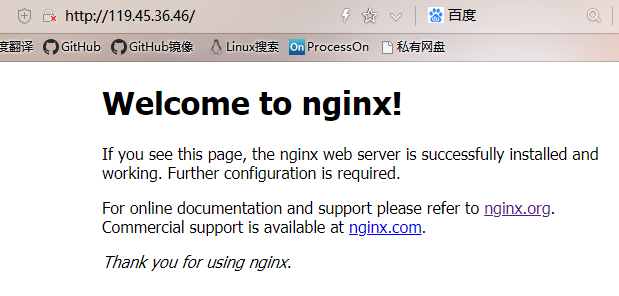 http://119.45.36.46/ 百度
度翻译 GitHub GitHub镜像 Linux搜索 On ProcessOn 私有网盘
Welcome to nginx!
If you see this page, the nginx web server is successfully installed and
working. Further configuration is required.
For online documentation and support please refer to nginx.org.
Commercial support is available at nginx.com.
Thank you for using nginx.